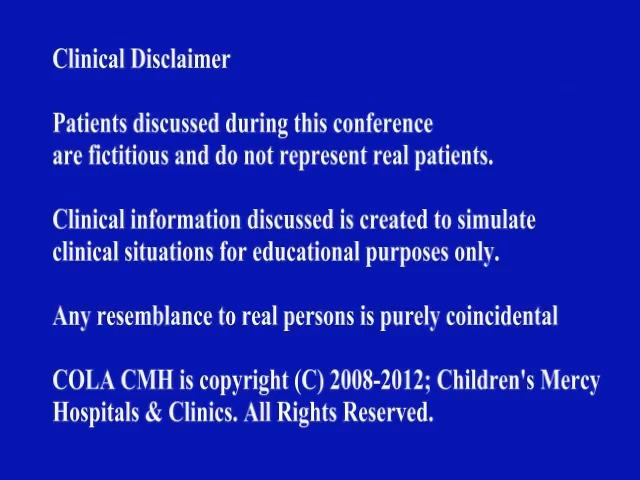 Clinical Disclaimer
Patients discussed during this conference
are fictitious and do not represent real patients.
Clinical information discussed is created to simulate
clinical situations for educational purposes only.
Any resemblance to real persons is purely coincidental
COLA CMH is copyright (C) 2008-2012; Children's Mercy
Hospitals & Clinics. All Rights Reserved.